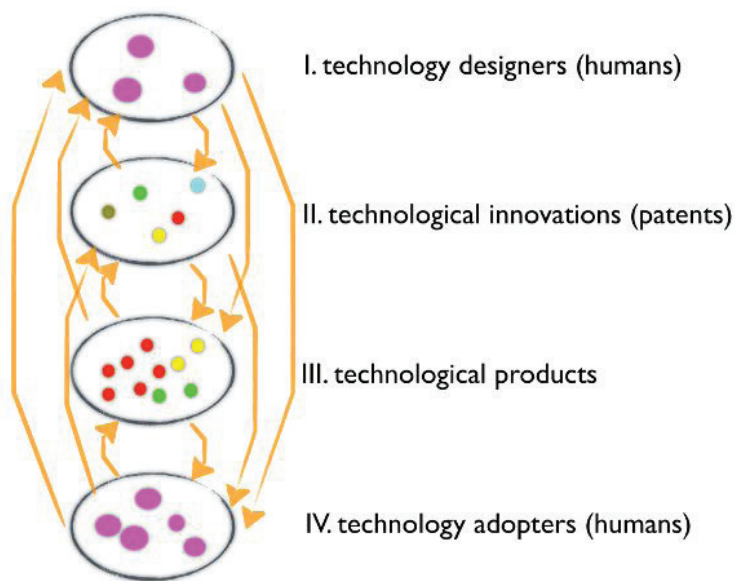 I. technology designers (humans)
II. technological innovations (patents)
III. technological products
IV. technology adopters (humans)